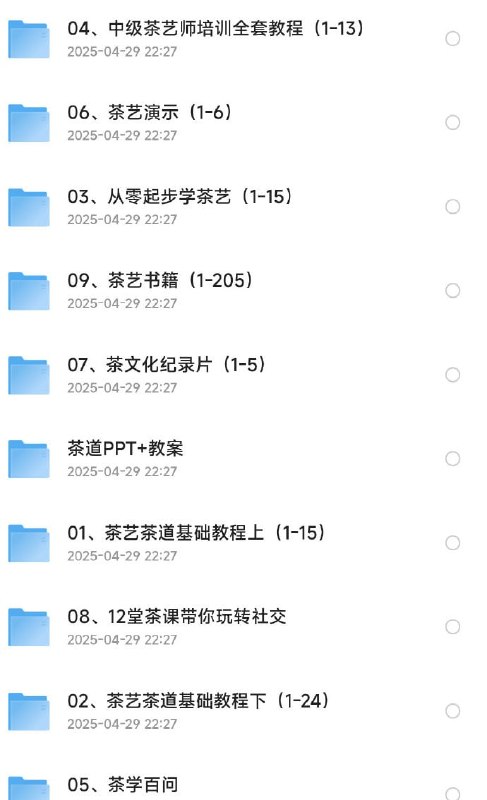 04、中级茶艺师培训全套教程（1-13）
2025-04-29 22:27
06、茶艺演示（1-6）
2025-04-29 22:27
03、从零起步学茶艺（1-15）
2025-04-29 22:27
09、茶艺书籍（1-205）
2025-04-29 22:27
07、茶文化纪录片（1-5）
2025-04-29 22:27
茶道PPT+教案
2025-04-29 22:27
01、茶艺茶道基础教程上（1-15）
2025-04-29 22:27
08、12堂茶课带你玩转社交
2025-04-29 22:27
02、茶艺茶道基础教程下（1-24）
2025-04-29 22:27
05、茶学百问